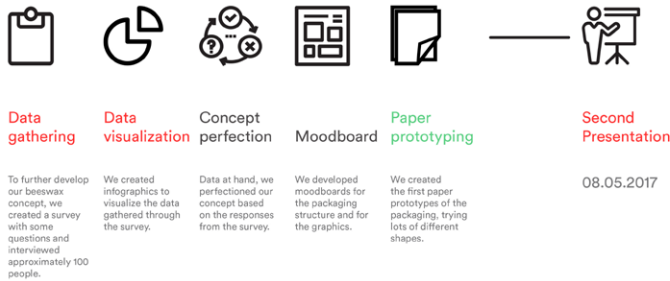 Data
gathering
To further develop
our beeswax
concept, we
created a survey
with some
questions and
interviewed
approximately 100
people.
Data
visualization
We created
infographics to
visualize the data
gathered through
the survey.
Concept
perfection
Data at hand, we
perfectioned our
concept based
on the responses
from the survey.
Moodboard
We developed
moodboards for
the packaging
structure and for
the graphics.
Paper
prototyping
We created
the first paper
prototypes of the
packaging, trying
lots of different
shapes.
Second
Presentation
08.05.2017